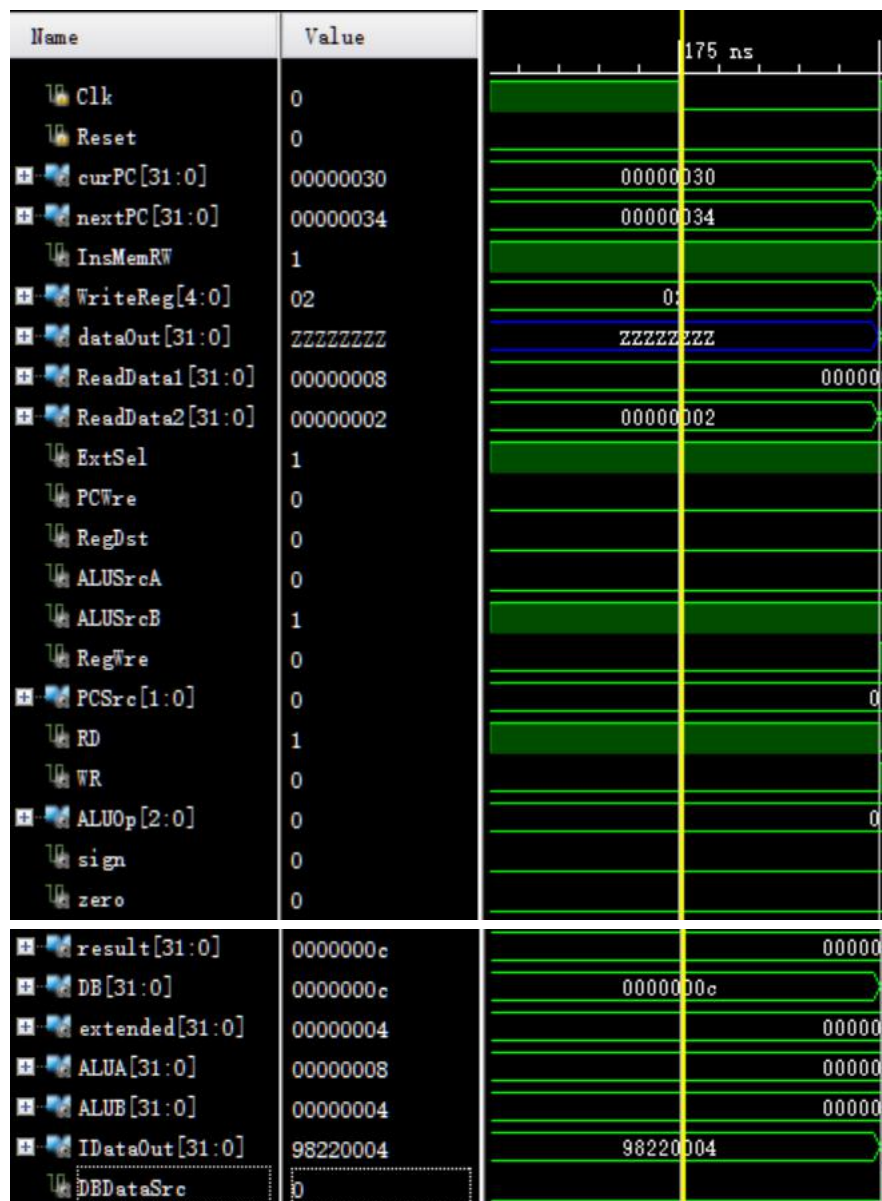 Name Value
175 ns
Clk 0
Reset 0
curPC[31:0] 00000030 00000030
nextPC[31:0] 00000034 00000034
InsMemRW 1
WriteReg[4:0] 02 02
dataOut[31:0] ZZZZZZZZ ZZZZZZZZ
ReadData1[31:0] 00000008 00000
ReadData2[31:0] 00000002 00000002
ExtSel 1
PCWre 0
RegDst 0
ALUSrcA 0
ALUSrcB 1
RegWre 0
PCSrc[1:0] 0 0
RD 1
WR 0
ALUOp[2:0] 0 0
sign 0
zero 0
result[31:0] 0000000c 00000
DB[31:0] 0000000c 0000000c
extended[31:0] 00000004 00000
ALUA[31:0] 00000008 00000
ALUB[31:0] 00000004 00000
IDataOut[31:0] 98220004 98220004
DBDataSrc 0